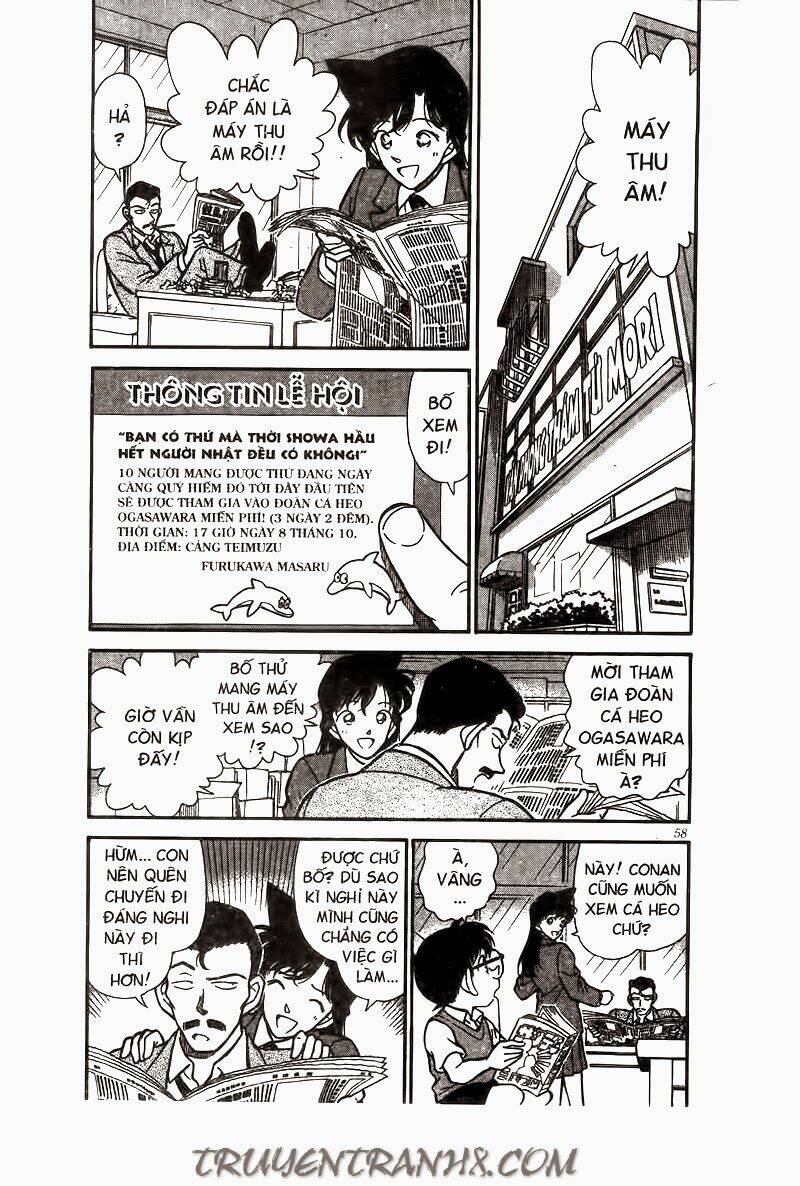 MÁY
THU
ÂM!
VĂN PHÒNG THÁM TỬ MORI
CHẮC
ĐÁP ÁN LÀ
MÁY THU
ÂM RỒI!!
HẢ
?
BỐ
XEM
ĐI!
THÔNG TIN LỄ HỘI
"BẠN CÓ THỨ MÀ THỜI SHOWA HẦU
HẾT NGƯỜI NHẬT ĐỀU CÓ KHÔNG!"
10 NGƯỜI MANG ĐƯỢC THỨ ĐANG NGÀY
CÀNG QUÝ HIẾM ĐÓ TỚI ĐÂY ĐẦU TIÊN
SẼ ĐƯỢC THAM GIA VÀO ĐOÀN CÁ HEO
OGASAWARA MIỄN PHÍ! (3 NGÀY 2 ĐÊM).
THỜI GIAN: 17 GIỜ NGÀY 8 THÁNG 10.
ĐỊA ĐIỂM: CẢNG TEIMUZU
FURUKAWA MASARU
MỜI THAM
GIA ĐOÀN
CÁ HEO
OGASAWARA
MIỄN PHÍ
À?
BỐ THỬ
MANG MÁY
THU ÂM ĐẾN
XEM SAO
!?
GIỜ VẪN
CÒN KỊP
ĐẤY!
58
NÀY! CONAN
CŨNG MUỐN
XEM CÁ HEO
CHỨ?
À,
VÂNG
...
ĐƯỢC CHỨ
BỐ? DÙ SAO
KÌ NGHỈ NÀY
MÌNH CŨNG
CHẲNG CÓ
VIỆC GÌ
LÀM...
HỪM... CON
NÊN QUÊN
CHUYẾN ĐI
ĐÁNG NGHI
NÀY ĐI
THÌ
HƠN!
TRUYENTRANH8.COM